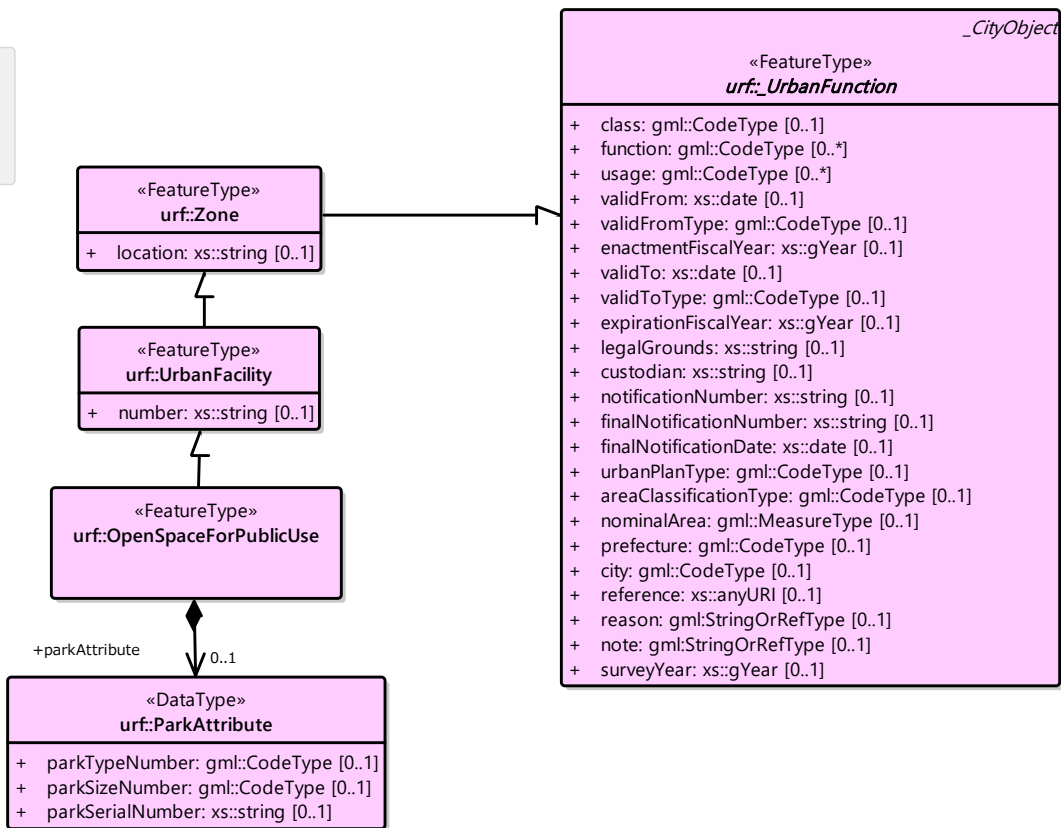 _CityObject
«FeatureType»
urf::_UrbanFunction
+ class: gml::CodeType [0..1]
+ function: gml::CodeType [0..*]
+ usage: gml::CodeType [0..*]
+ validFrom: xs::date [0..1]
+ validFromType: gml::CodeType [0..1]
+ enactmentFiscalYear: xs::gYear [0..1]
+ validTo: xs::date [0..1]
+ validToType: gml::CodeType [0..1]
+ expirationFiscalYear: xs::gYear [0..1]
+ legalGrounds: xs::string [0..1]
+ custodian: xs::string [0..1]
+ notificationNumber: xs::string [0..1]
+ finalNotificationNumber: xs::string [0..1]
+ finalNotificationDate: xs::date [0..1]
+ urbanPlanType: gml::CodeType [0..1]
+ areaClassificationType: gml::CodeType [0..1]
+ nominalArea: gml::MeasureType [0..1]
+ prefecture: gml::CodeType [0..1]
+ city: gml::CodeType [0..1]
+ reference: xs::anyURI [0..1]
+ reason: gml:StringOrRefType [0..1]
+ note: gml:StringOrRefType [0..1]
+ surveyYear: xs::gYear [0..1]
«FeatureType»
urf::Zone
+ location: xs::string [0..1]
«FeatureType»
urf::UrbanFacility
+ number: xs::string [0..1]
«FeatureType»
urf::OpenSpaceForPublicUse
+parkAttribute
0..1
«DataType»
urf::ParkAttribute
+ parkTypeNumber: gml::CodeType [0..1]
+ parkSizeNumber: gml::CodeType [0..1]
+ parkSerialNumber: xs::string [0..1]